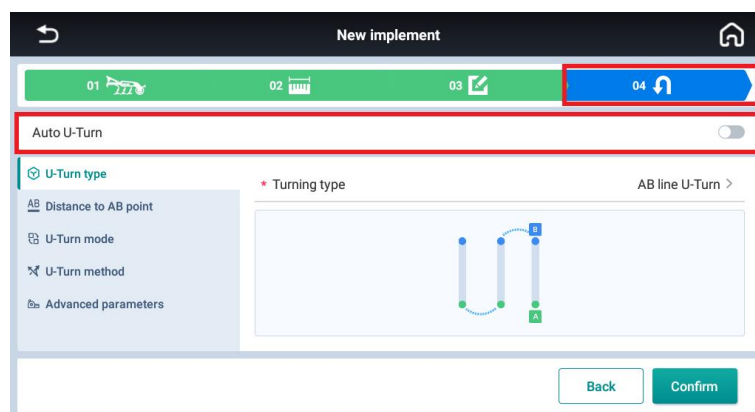 New implement
01 02 03 04
Auto U-Turn
U-Turn type
AB Distance to AB point
U-Turn mode
U-Turn method
Advanced parameters
* Turning type AB line U-Turn >
B
A
Back Confirm